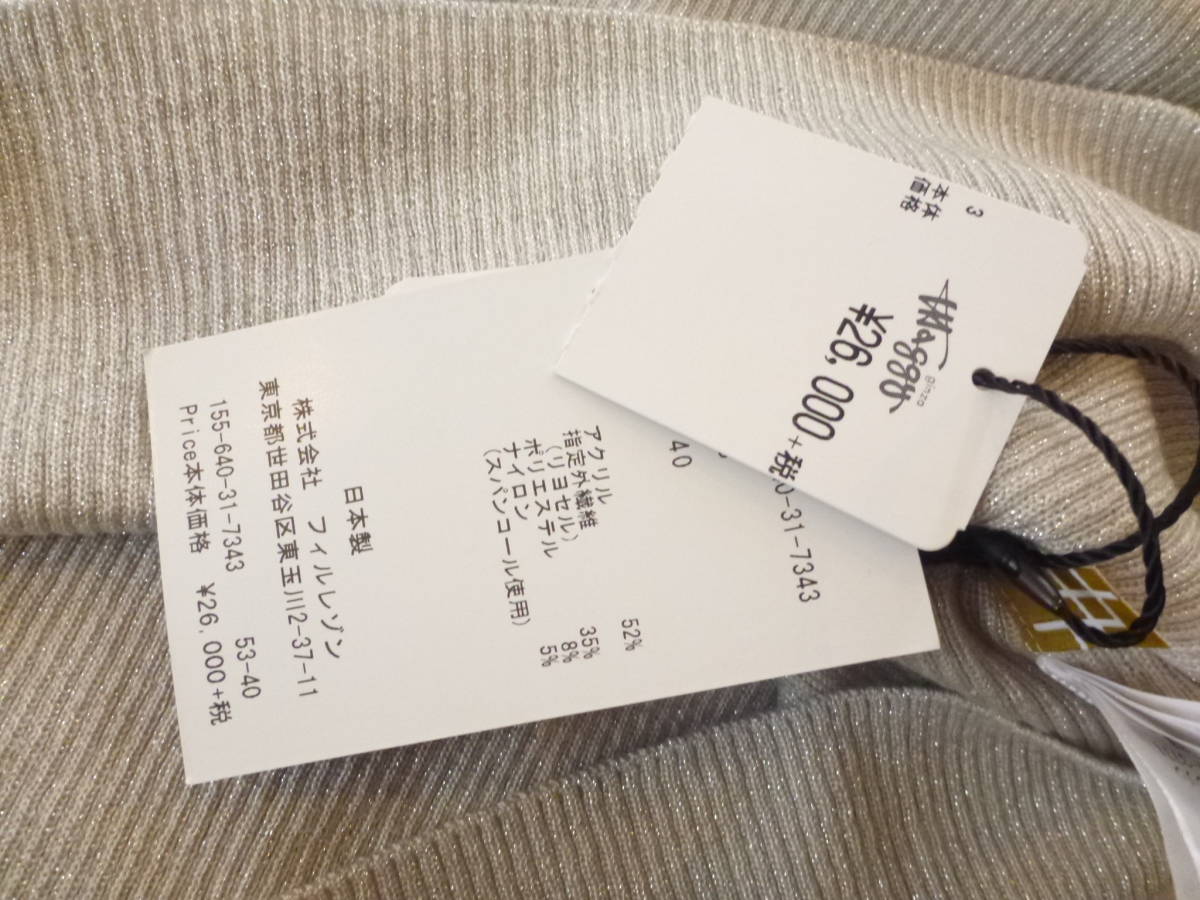 3
本体
価格
Maggy
ginza
¥26,000+税
0-31-7343
40
アクリル 52%
指定外繊維
(リヨセル) 35%
ポリエステル 8%
ナイロン 5%
(スパンコール使用)
日本製
株式会社 フィルレゾン
東京都世田谷区東玉川2-37-11
155-640-31-7343 53-40
Price本体価格 ¥26,000+税